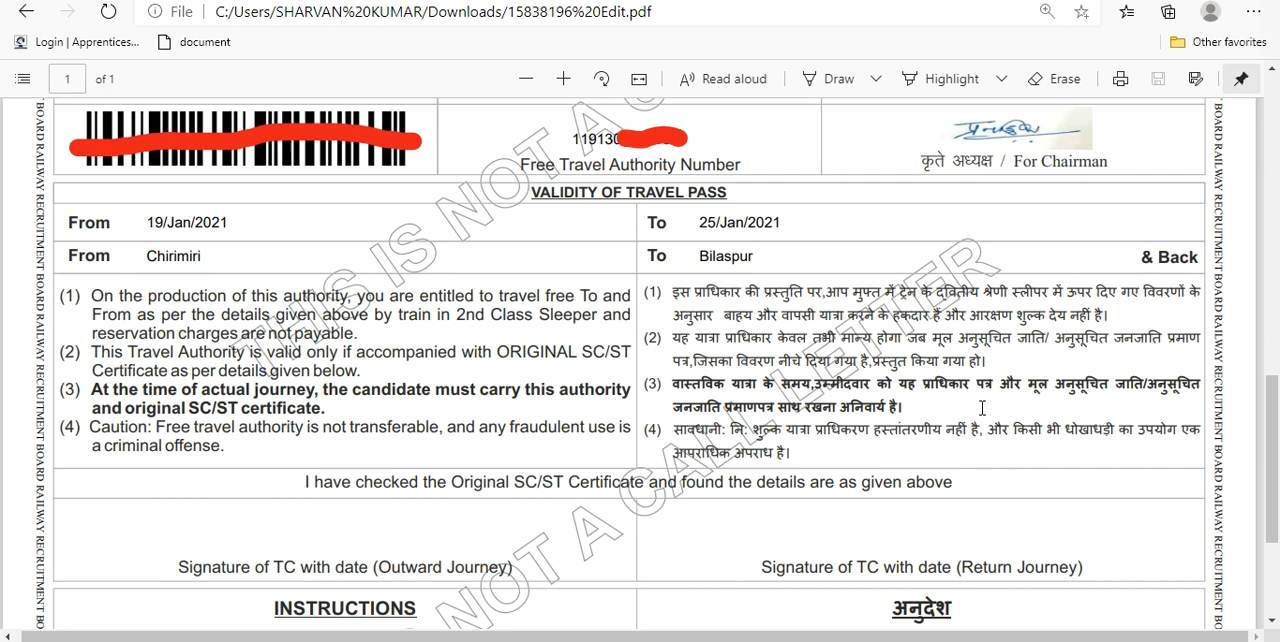 File C:/Users/SHARVAN%20KUMAR/Downloads/15838196%20Edit.pdf
Login | Apprentices... document Other favorites
1 of 1 Read aloud Draw Highlight Erase
119130
Free Travel Authority Number
कृते अध्यक्ष / For Chairman
VALIDITY OF TRAVEL PASS
From 19/Jan/2021 To 25/Jan/2021
From Chirimiri To Bilaspur & Back
(1) On the production of this authority, you are entitled to travel free To and
From as per the details given above by train in 2nd Class Sleeper and
reservation charges are not payable.
(2) This Travel Authority is valid only if accompanied with ORIGINAL SC/ST
Certificate as per details given below.
(3) At the time of actual journey, the candidate must carry this authority
and original SC/ST certificate.
(4) Caution: Free travel authority is not transferable, and any fraudulent use is
a criminal offense.
(1) इस प्राधिकार की प्रस्तुति पर,आप मुफ्त में ट्रेन के द्वितीय श्रेणी स्लीपर में ऊपर दिए गए विवरणों के
अनुसार बाहय और वापसी यात्रा करने के हकदार हैं और आरक्षण शुल्क देय नहीं है।
(2) यह यात्रा प्राधिकार केवल तभी मान्य होगा जब मूल अनुसूचित जाति/ अनुसूचित जनजाति प्रमाण
पत्र,जिसका विवरण नीचे दिया गया है,प्रस्तुत किया गया हो।
(3) वास्तविक यात्रा के समय,उम्मीदवार को यह प्राधिकार पत्र और मूल अनुसूचित जाति/अनुसूचित
जनजाति प्रमाणपत्र साथ रखना अनिवार्य है।
(4) सावधानी: नि: शुल्क यात्रा प्राधिकरण हस्तांतरणीय नहीं है, और किसी भी धोखाधड़ी का उपयोग एक
आपराधिक अपराध है।
I have checked the Original SC/ST Certificate and found the details are as given above
Signature of TC with date (Outward Journey) Signature of TC with date (Return Journey)
INSTRUCTIONS अनुदेश
THIS IS NOT A CALL LETTER
NOT A C
BOARD RAILWAY RECRUITMENT BOARD RAILWAY RECRUITMENT BOARD RAILWAY RECRUITMENT BO
BOARD RAILWAY RECRUITMENT BOARD RAILWAY RECRUITMENT BOARD RAILWAY RECRUITMENT BO